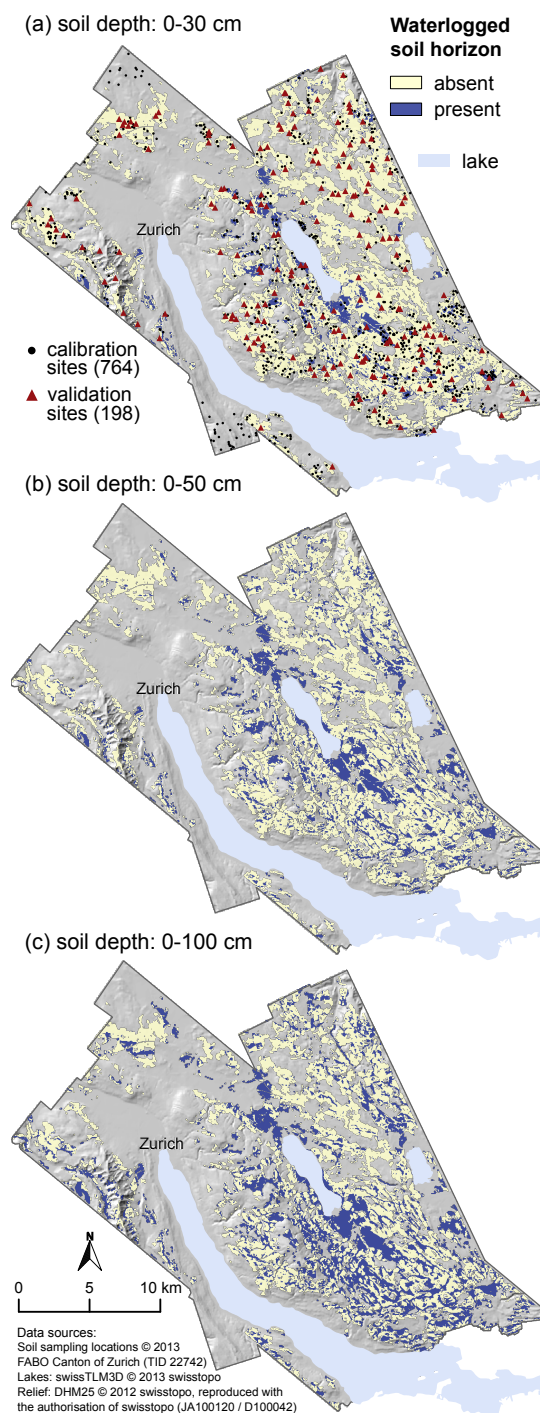 (a) soil depth: 0-30 cm
Waterlogged
soil horizon
absent
present
lake
Zurich
calibration
sites (764)
validation
sites (198)
(b) soil depth: 0-50 cm
Zurich
(c) soil depth: 0-100 cm
Zurich
N
0 5 10 km
Data sources:
Soil sampling locations © 2013
FABO Canton of Zurich (TID 22742)
Lakes: swissTLM3D © 2013 swisstopo
Relief: DHM25 © 2012 swisstopo, reproduced with
the authorisation of swisstopo (JA100120 / D100042)